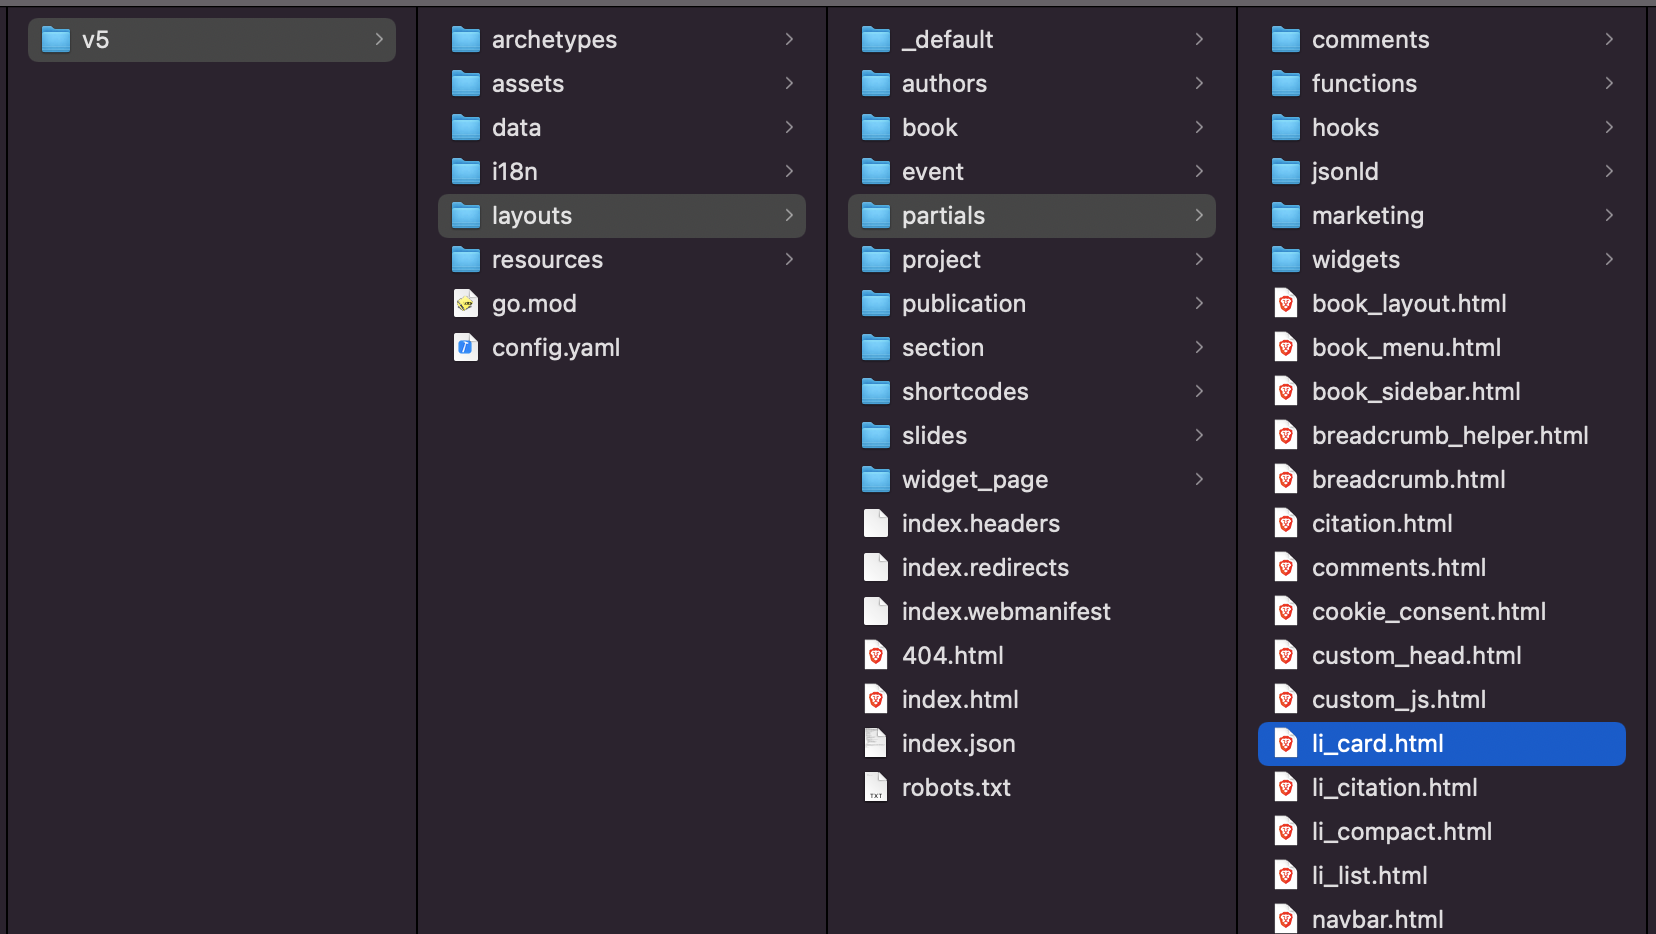 v5
archetypes
assets
data
i18n
layouts
resources
go.mod
config.yaml
_default
authors
book
event
partials
project
publication
section
shortcodes
slides
widget_page
index.headers
index.redirects
index.webmanifest
404.html
index.html
index.json
robots.txt
comments
functions
hooks
jsonld
marketing
widgets
book_layout.html
book_menu.html
book_sidebar.html
breadcrumb_helper.html
breadcrumb.html
citation.html
comments.html
cookie_consent.html
custom_head.html
custom_js.html
li_card.html
li_citation.html
li_compact.html
li_list.html
navbar.html
TXT